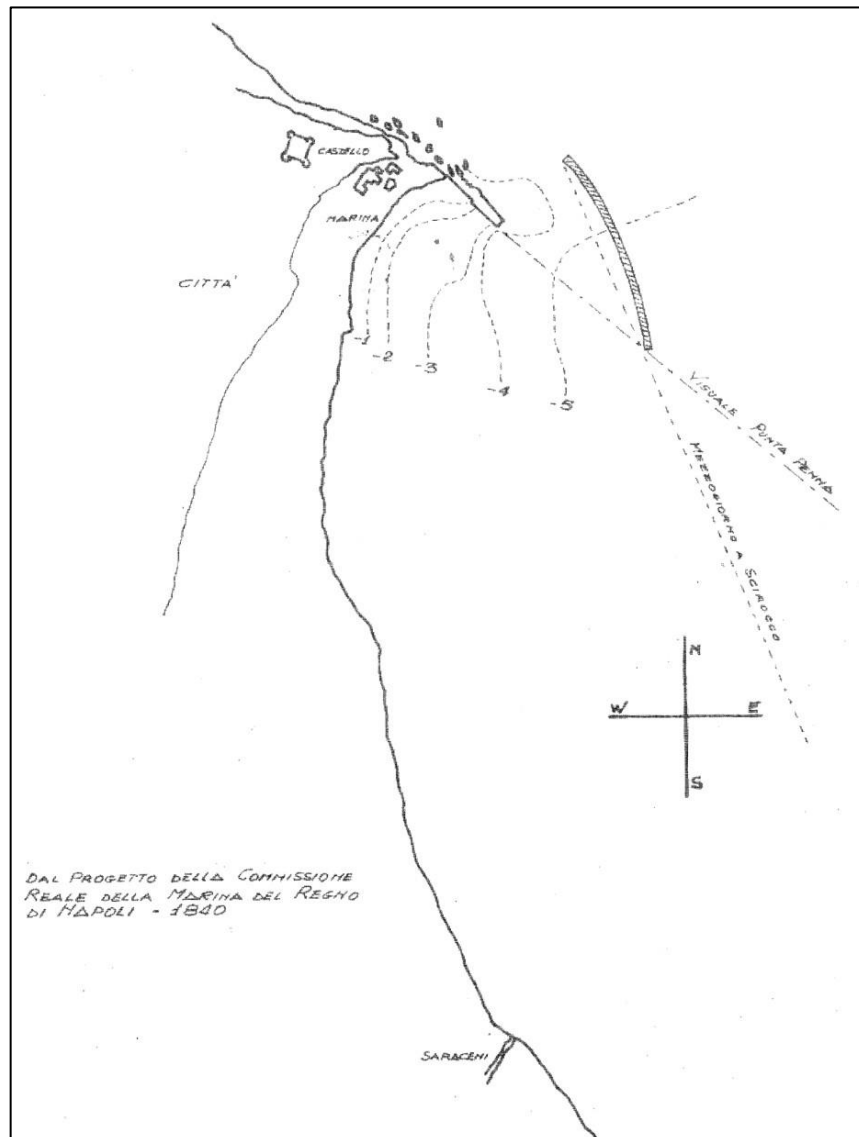 CASTELLO
MARINA
CITTA'
-1
-2
-3
-4
-5
VISUALE PUNTA PENNA
MEZZOGIORNO A SCIROCCO
N
W E
S
DAL PROGETTO DELLA COMMISSIONE
REALE DELLA MARINA DEL REGNO
DI NAPOLI - 1840
SARACENI